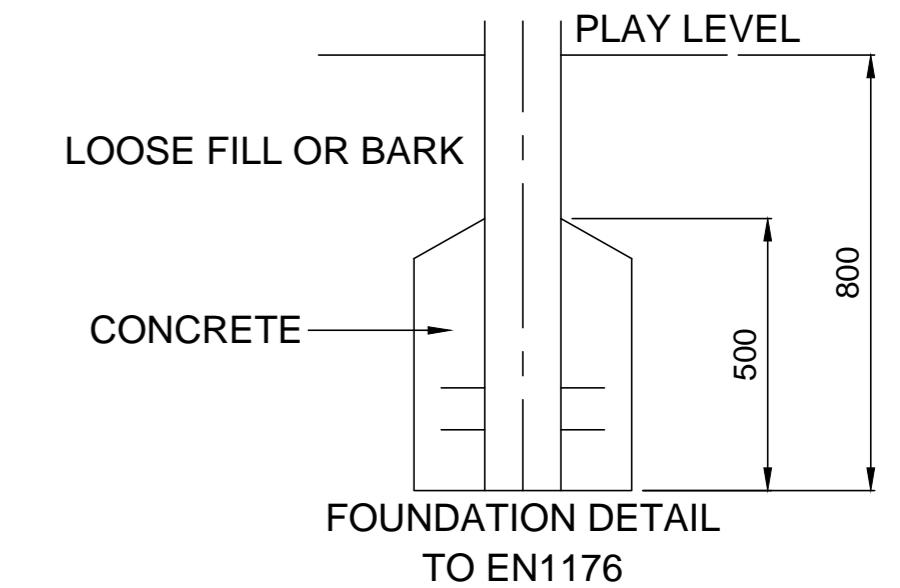 PLAY LEVEL
LOOSE FILL OR BARK
800
CONCRETE
500
FOUNDATION DETAIL
TO EN1176